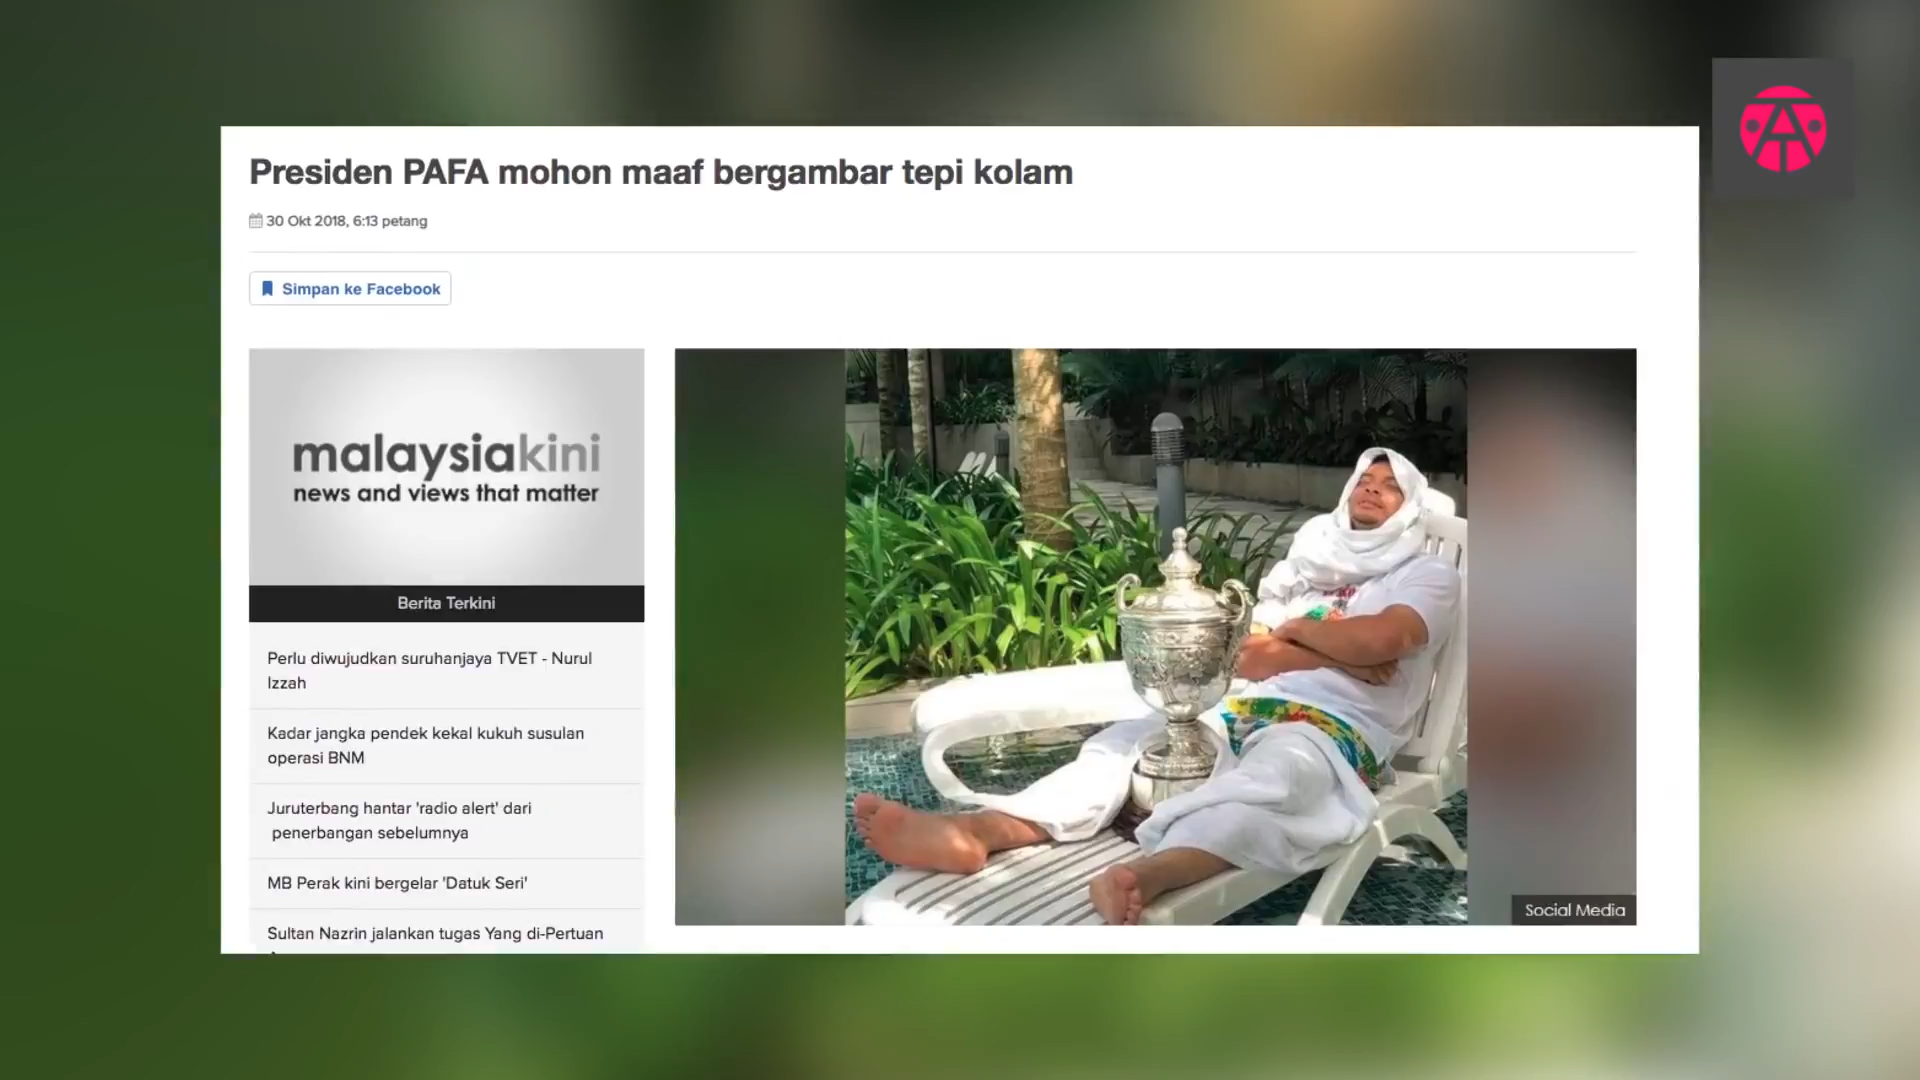 Presiden PAFA mohon maaf bergambar tepi kolam
30 Okt 2018, 6:13 petang
Simpan ke Facebook
malaysiakini
news and views that matter
Berita Terkini
Perlu diwujudkan suruhanjaya TVET - Nurul
Izzah
Kadar jangka pendek kekal kukuh susulan
operasi BNM
Juruterbang hantar 'radio alert' dari
penerbangan sebelumnya
MB Perak kini bergelar 'Datuk Seri'
Sultan Nazrin jalankan tugas Yang di-Pertuan
Social Media